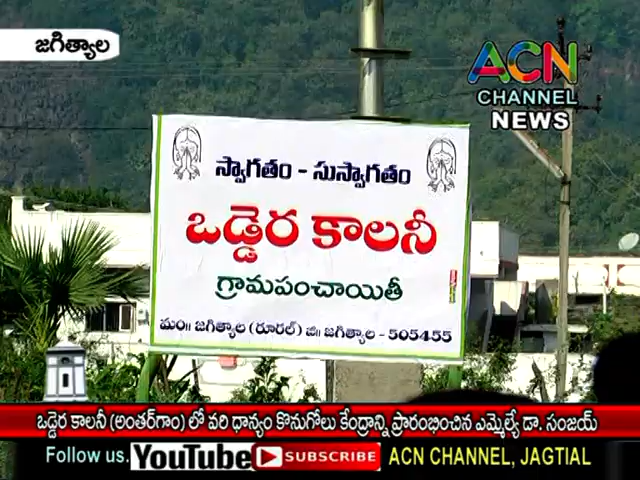 జగిత్యాల
ACN
CHANNEL
NEWS
స్వాగతం - సుస్వాగతం
ఒడ్డెర కాలనీ
గ్రామపంచాయితీ
మం॥ జగిత్యాల (రూరల్) జి॥ జగిత్యాల - 505455
ఒడ్డెర కాలనీ (అంతర్‌గాం) లో వరి ధాన్యం కొనుగోలు కేంద్రాన్ని ప్రారంభించిన ఎమ్మెల్యే డా. సంజయ్
Follow us. YouTube SUBSCRIBE ACN CHANNEL, JAGTIAL